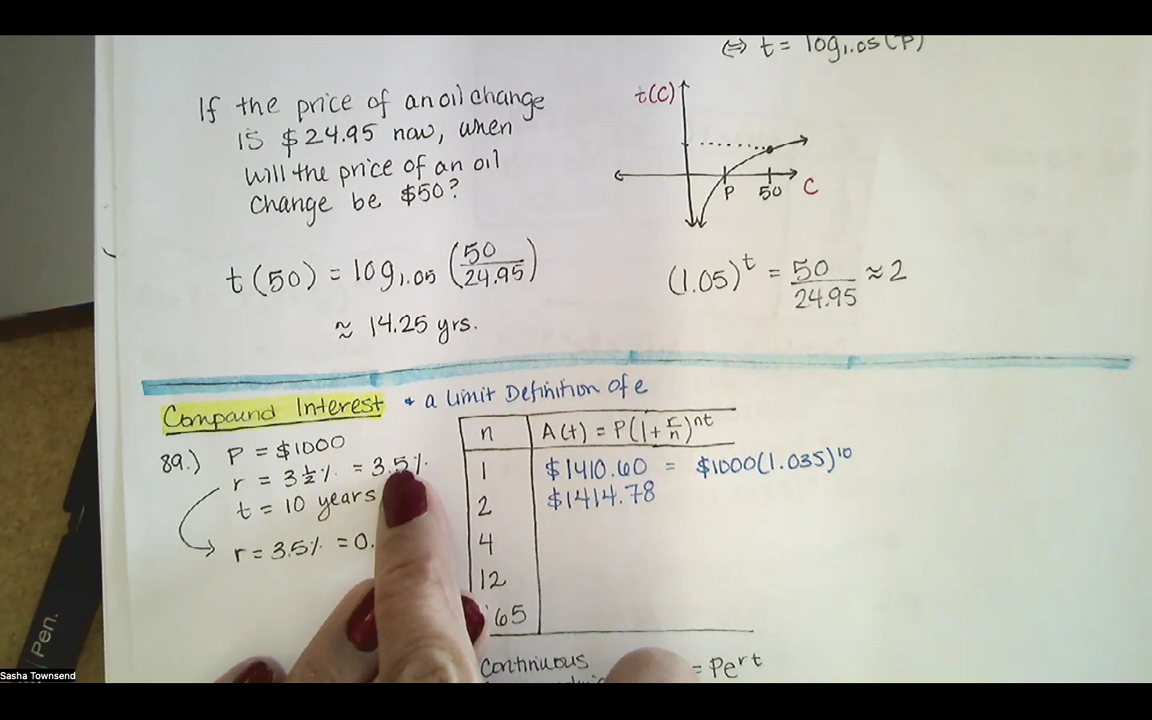 ⇔ t = log1.05(P)
If the price of an oil change
is $24.95 now, when
will the price of an oil
change be $50?
t(C)
P 50 C
t(50) = log1.05 (50/24.95)
≈ 14.25 yrs.
(1.05)^t = 50/24.95 ≈ 2
Compound Interest + a Limit Definition of e
89.) P = $1000
r = 3½% = 3.5%
t = 10 years
r = 3.5% = 0.
n A(t) = P(1+r/n)^nt
1 $1410.60 = $1000(1.035)^10
2 $1414.78
4
12
65
Continuous
= Pe^rt
Pen.
Sasha Townsend